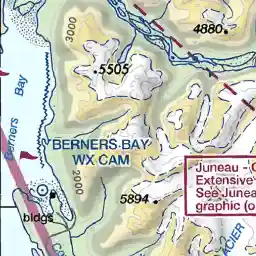 3000
4880
5505
Berners Bay
BERNERS BAY
WX CAM
2000
Juneau -
Extensive
See Junea
graphic (o
5894
bldgs